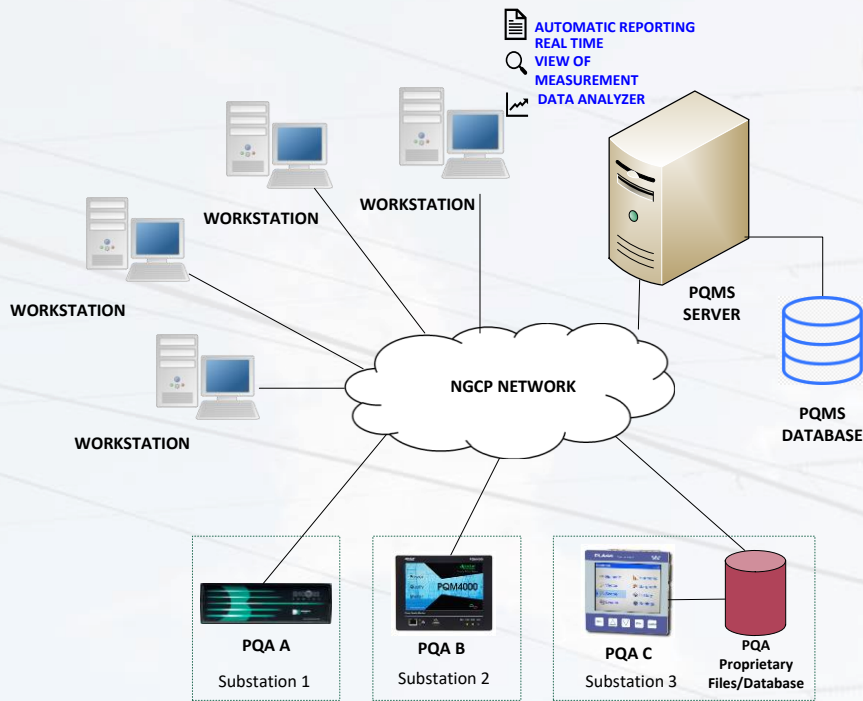 AUTOMATIC REPORTING
REAL TIME
VIEW OF
MEASUREMENT
DATA ANALYZER
WORKSTATION
WORKSTATION
WORKSTATION
WORKSTATION
PQMS
SERVER
NGCP NETWORK
PQMS
DATABASE
PQM4000
PQA A
Substation 1
PQA B
Substation 2
PQA C
Substation 3
PQA
Proprietary
Files/Database